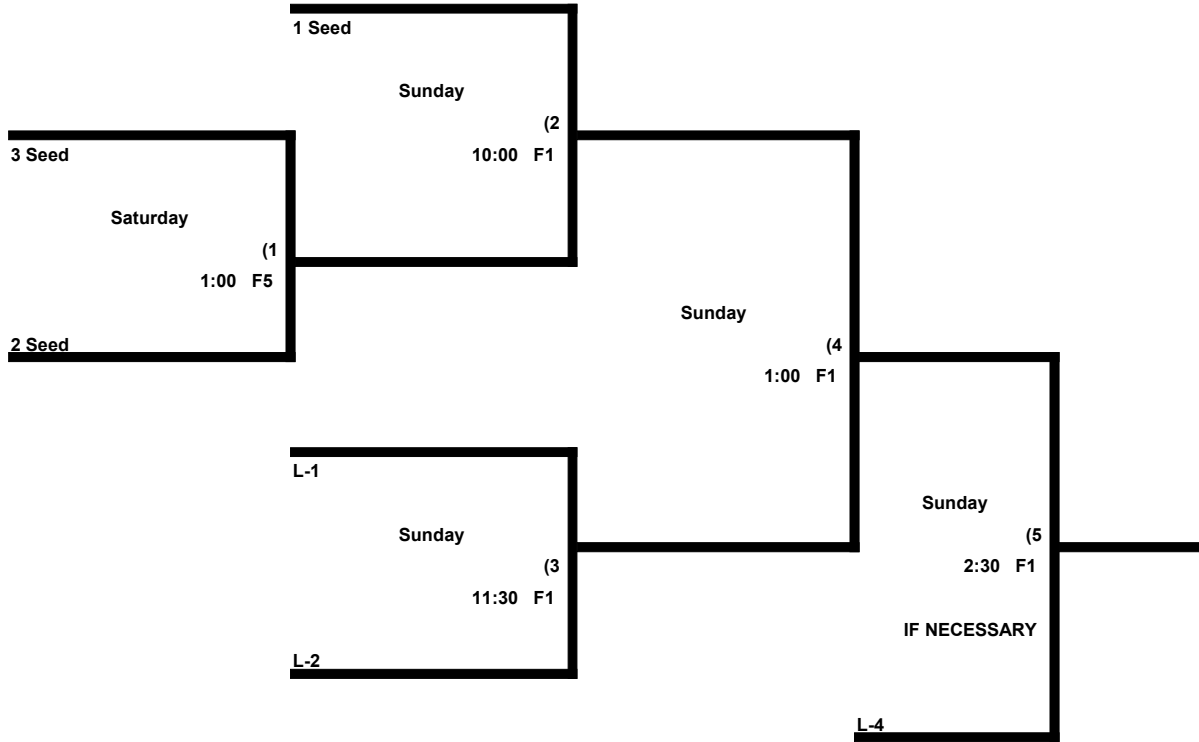 1 Seed
Sunday
(2
3 Seed
10:00 F1
Saturday
(1
1:00 F5
Sunday
2 Seed
(4
1:00 F1
L-1
Sunday
Sunday
(5
(3
2:30 F1
11:30 F1
IF NECESSARY
L-2
L-4